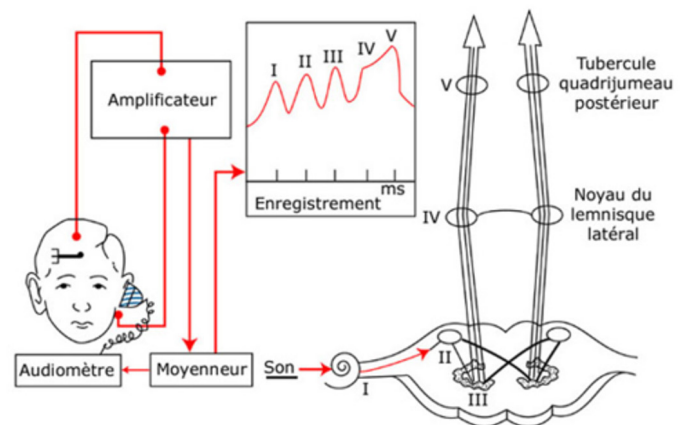 Amplificateur
I II III IV V
ms
Enregistrement
Audiomètre
Moyenneur
Son
I
II
III
IV
V
Tubercule
quadrijumeau
postérieur
Noyau du
lemnisque
latéral